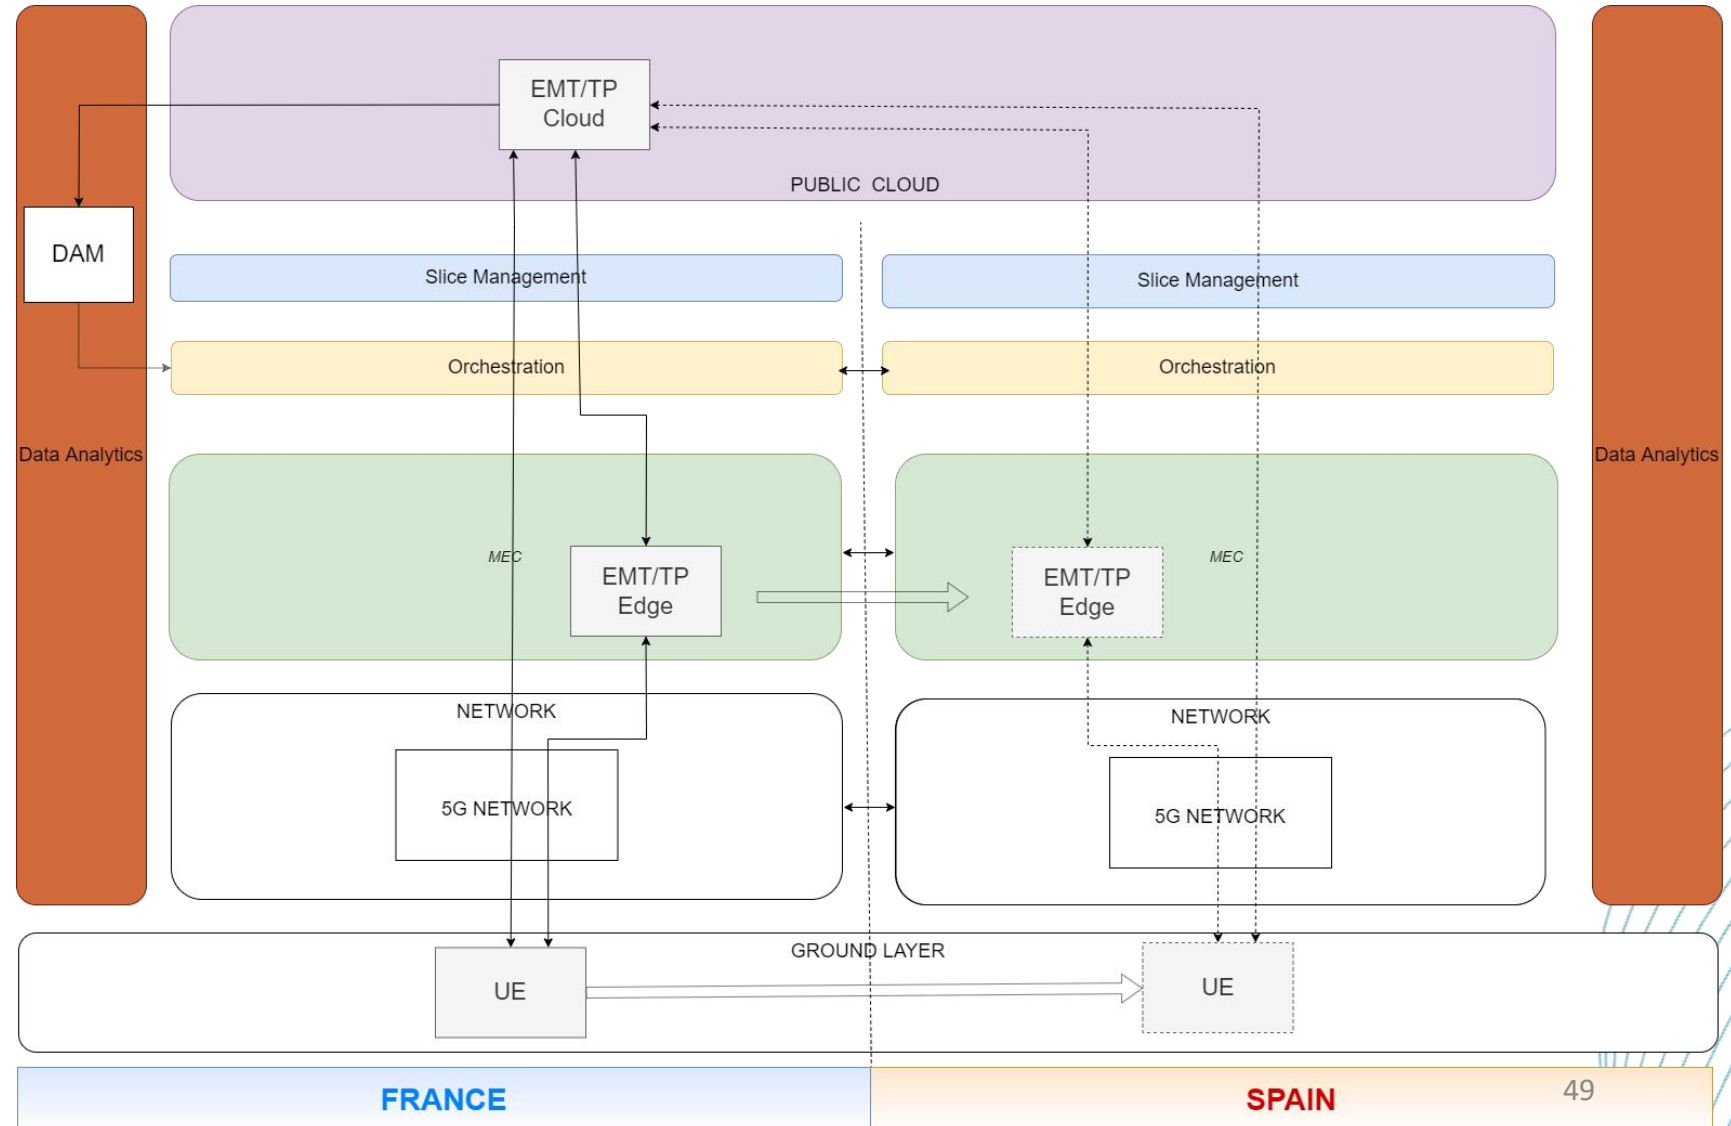 EMT/TP
Cloud
PUBLIC CLOUD
DAM
Slice Management
Slice Management
Orchestration
Orchestration
Data Analytics
Data Analytics
MEC
EMT/TP
Edge
EMT/TP
Edge
MEC
NETWORK
NETWORK
5G NETWORK
5G NETWORK
GROUND LAYER
UE
UE
FRANCE
SPAIN
49